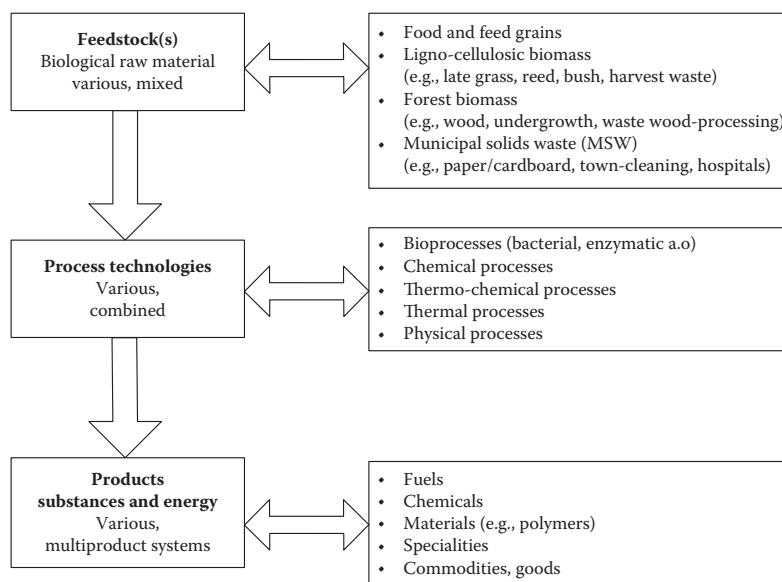 Feedstock(s)
Biological raw material
various, mixed
• Food and feed grains
• Ligno-cellulosic biomass
(e.g., late grass, reed, bush, harvest waste)
• Forest biomass
(e.g., wood, undergrowth, waste wood-processing)
• Municipal solids waste (MSW)
(e.g., paper/cardboard, town-cleaning, hospitals)
Process technologies
Various,
combined
• Bioprocesses (bacterial, enzymatic a.o)
• Chemical processes
• Thermo-chemical processes
• Thermal processes
• Physical processes
Products
substances and energy
Various,
multiproduct systems
• Fuels
• Chemicals
• Materials (e.g., polymers)
• Specialities
• Commodities, goods